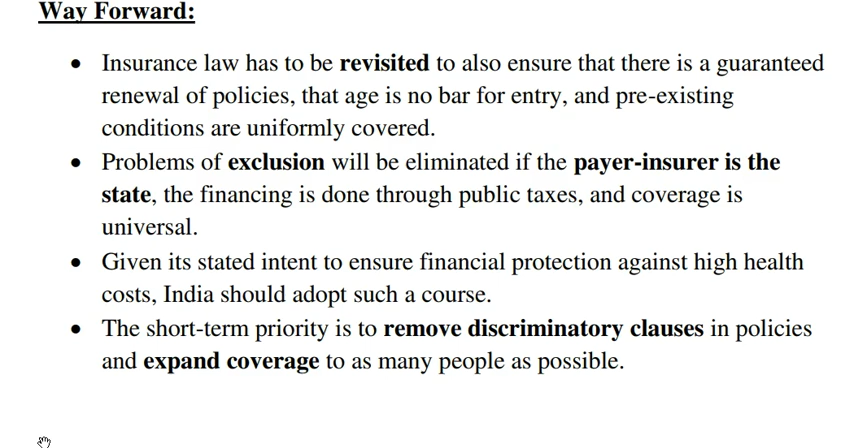 Way Forward:
• Insurance law has to be revisited to also ensure that there is a guaranteed
renewal of policies, that age is no bar for entry, and pre-existing
conditions are uniformly covered.
• Problems of exclusion will be eliminated if the payer-insurer is the
state, the financing is done through public taxes, and coverage is
universal.
• Given its stated intent to ensure financial protection against high health
costs, India should adopt such a course.
• The short-term priority is to remove discriminatory clauses in policies
and expand coverage to as many people as possible.